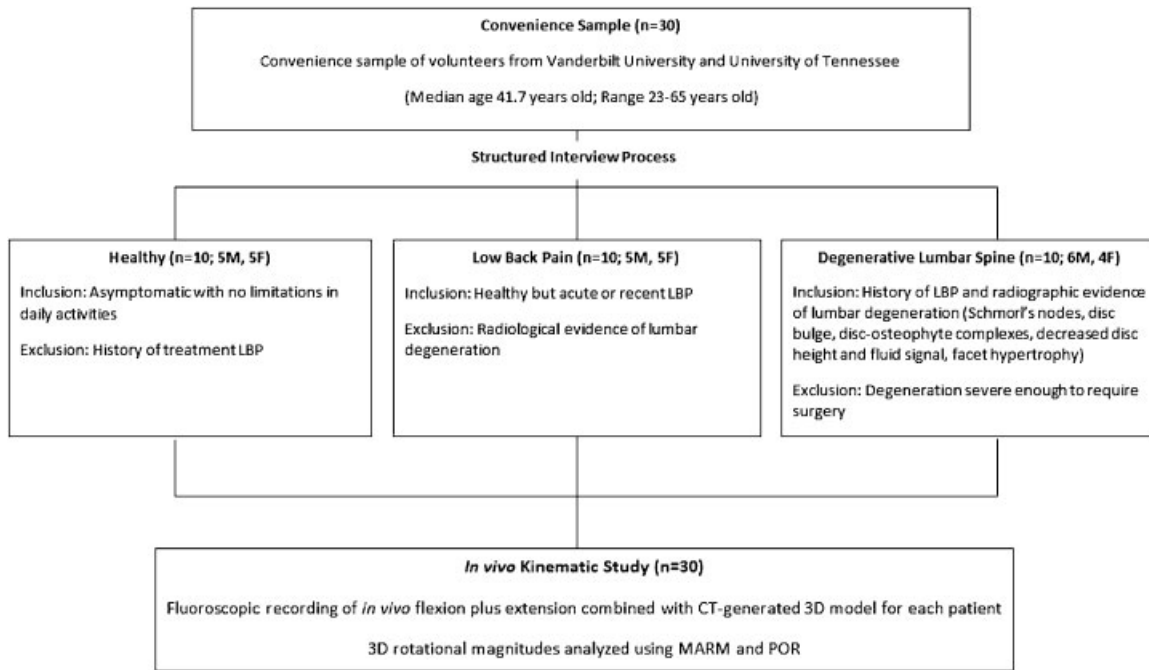 Convenience Sample (n=30)
Convenience sample of volunteers from Vanderbilt University and University of Tennessee
(Median age 41.7 years old; Range 23-65 years old)
Structured Interview Process
Healthy (n=10; 5M, 5F)
Inclusion: Asymptomatic with no limitations in
daily activities
Exclusion: History of treatment LBP
Low Back Pain (n=10; 5M, 5F)
Inclusion: Healthy but acute or recent LBP
Exclusion: Radiological evidence of lumbar
degeneration
Degenerative Lumbar Spine (n=10; 6M, 4F)
Inclusion: History of LBP and radiographic evidence
of lumbar degeneration (Schmorl's nodes, disc
bulge, disc-osteophyte complexes, decreased disc
height and fluid signal, facet hypertrophy)
Exclusion: Degeneration severe enough to require
surgery
In vivo Kinematic Study (n=30)
Fluoroscopic recording of in vivo flexion plus extension combined with CT-generated 3D model for each patient
3D rotational magnitudes analyzed using MARM and POR